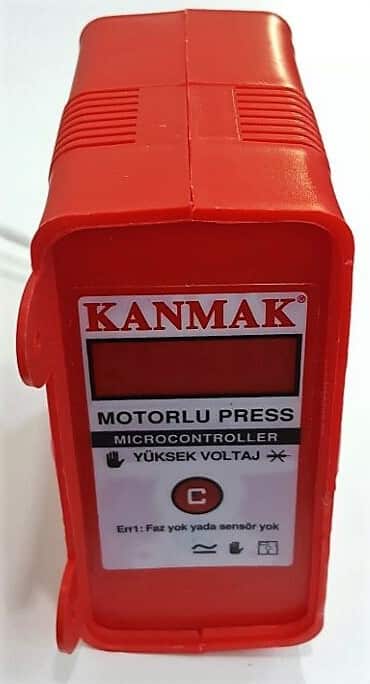 KANMAK®
MOTORLU PRESS
MICROCONTROLLER
YÜKSEK VOLTAJ
C
Err1: Faz yok yada sensör yok